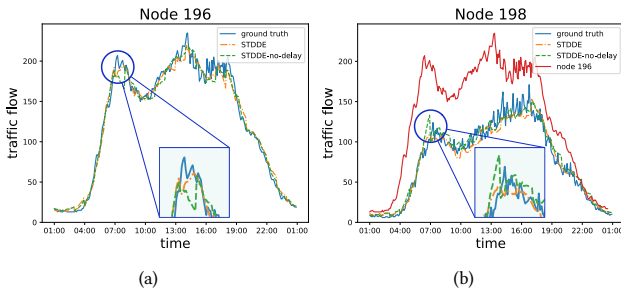 Node 196
ground truth
STDDE
STDDE-no-delay
traffic flow
200
150
100
50
0
01:00 04:00 07:00 10:00 13:00 16:00 19:00 22:00 01:00
time
(a)
Node 198
ground truth
STDDE
STDDE-no-delay
node 196
traffic flow
200
150
100
50
0
01:00 04:00 07:00 10:00 13:00 16:00 19:00 22:00 01:00
time
(b)